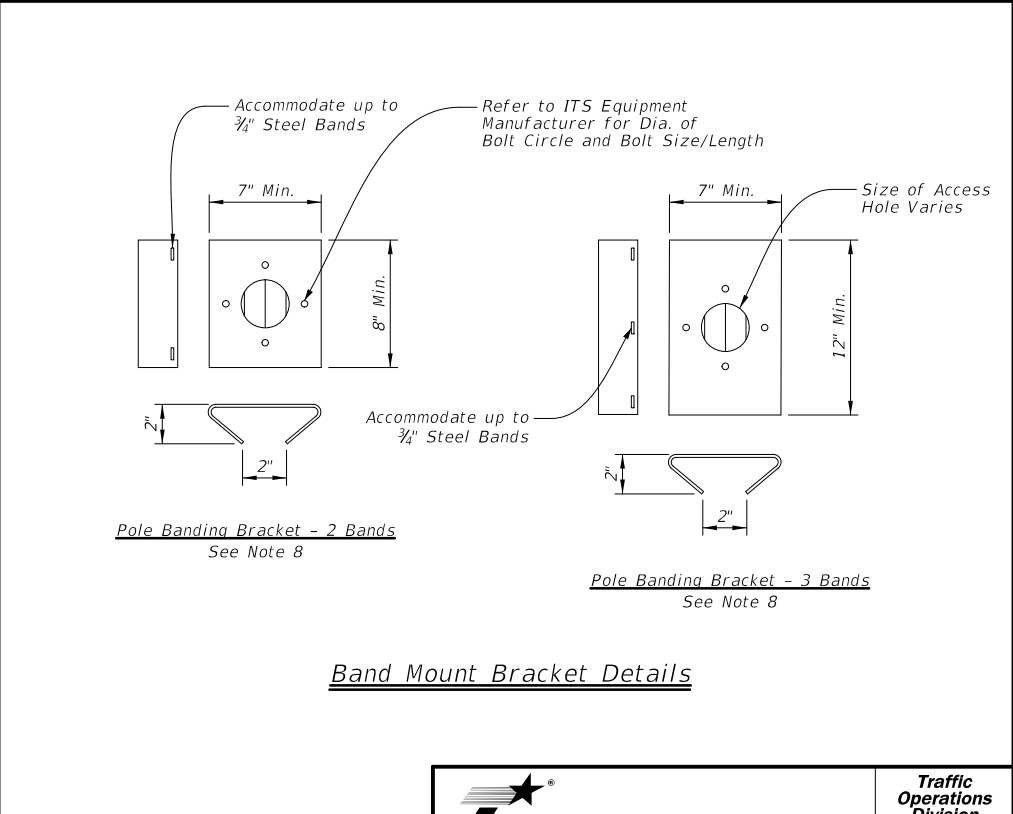 Accommodate up to
¾" Steel Bands
Refer to ITS Equipment
Manufacturer for Dia. of
Bolt Circle and Bolt Size/Length
7" Min.
8" Min.
2"
2"
Pole Banding Bracket - 2 Bands
See Note 8
7" Min.
Size of Access
Hole Varies
12" Min.
Accommodate up to
¾" Steel Bands
2"
2"
Pole Banding Bracket - 3 Bands
See Note 8
Band Mount Bracket Details
®
Traffic
Operations
Division